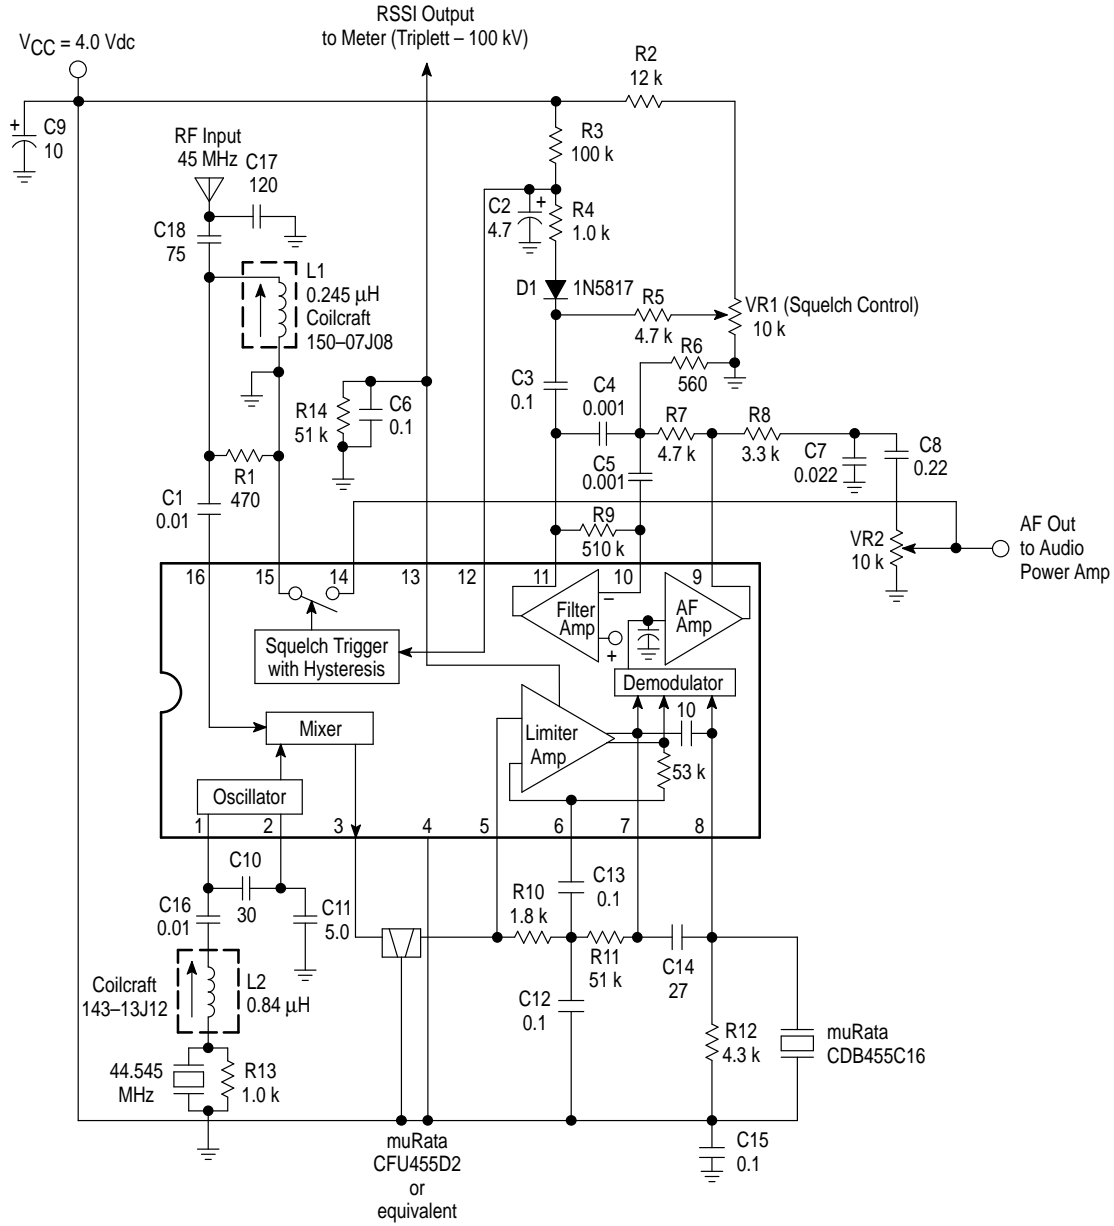 RSSI Output
to Meter (Triplett – 100 kV)
VCC = 4.0 Vdc
R2
12 k
+
C9
10
RF Input
45 MHz
C17
120
R3
100 k
C2
4.7
+
R4
1.0 k
C18
75
L1
0.245 µH
Coilcraft
150–07J08
D1
1N5817
R5
4.7 k
VR1 (Squelch Control)
10 k
R6
560
C3
0.1
C4
0.001
R14
51 k
C6
0.1
R7
4.7 k
R8
3.3 k
C7
0.022
C8
0.22
R1
470
C5
0.001
C1
0.01
R9
510 k
VR2
10 k
AF Out
to Audio
Power Amp
16
15
14
13
12
11
10
9
Filter
Amp
–
+
AF
Amp
Squelch Trigger
with Hysteresis
Demodulator
10
Mixer
Limiter
Amp
53 k
Oscillator
1
2
3
4
5
6
7
8
C10
30
C16
0.01
C11
5.0
C13
0.1
R10
1.8 k
R11
51 k
C14
27
Coilcraft
143–13J12
L2
0.84 µH
C12
0.1
R12
4.3 k
muRata
CDB455C16
44.545
MHz
R13
1.0 k
muRata
CFU455D2
or
equivalent
C15
0.1